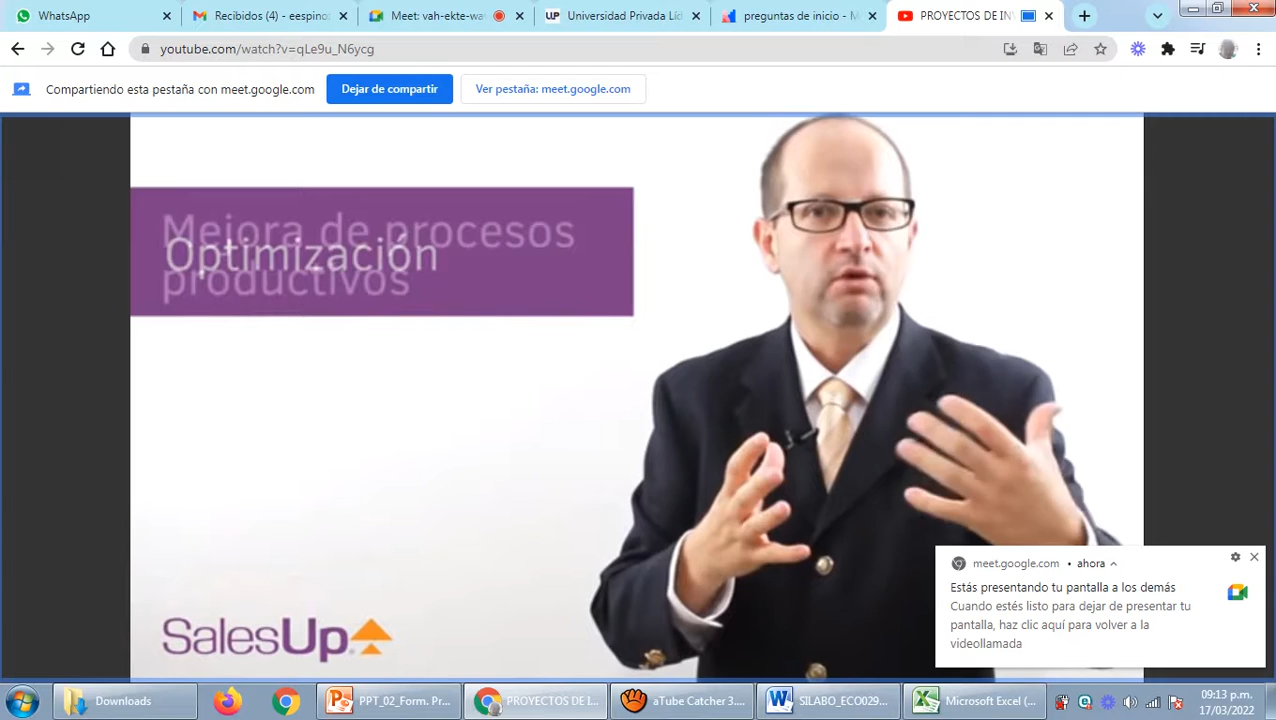 WhatsApp
Recibidos (4) - eespino
Meet: vah-ekte-wa
Universidad Privada Líd
preguntas de inicio - M
PROYECTOS DE IN
youtube.com/watch?v=qLe9u_N6ycg
Compartiendo esta pestaña con meet.google.com
Dejar de compartir
Ver pestaña: meet.google.com
Mejora de procesos
Optimización
productivos
SalesUp
meet.google.com • ahora
Estás presentando tu pantalla a los demás
Cuando estés listo para dejar de presentar tu
pantalla, haz clic aquí para volver a la
videollamada
Downloads
PPT_02_Form. Pr...
PROYECTOS DE I...
aTube Catcher 3....
SILABO_ECO029...
Microsoft Excel (...
09:13 p.m.
17/03/2022